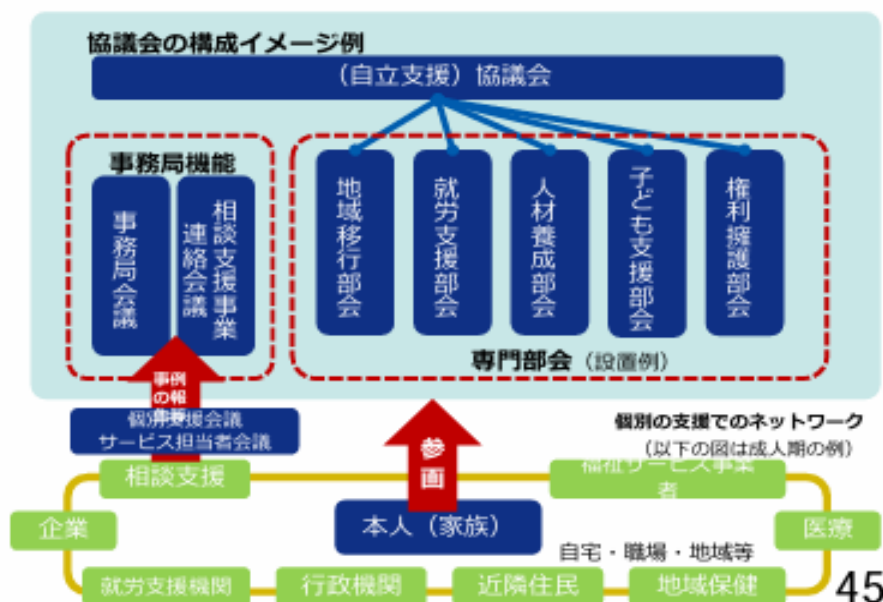 協議会の構成イメージ例
（自立支援）協議会
事務局機能
事務局会議
相談支援事業
連絡会議
地域移行部会
就労支援部会
人材養成部会
子ども支援部会
権利擁護部会
専門部会（設置例）
事例
の報
個別支援会議
サービス担当者会議
参画
個別の支援でのネットワーク
（以下の図は成人期の例）
相談支援
福祉サービス事業
者
企業
本人（家族）
医療
自宅・職場・地域等
就労支援機関
行政機関
近隣住民
地域保健
45